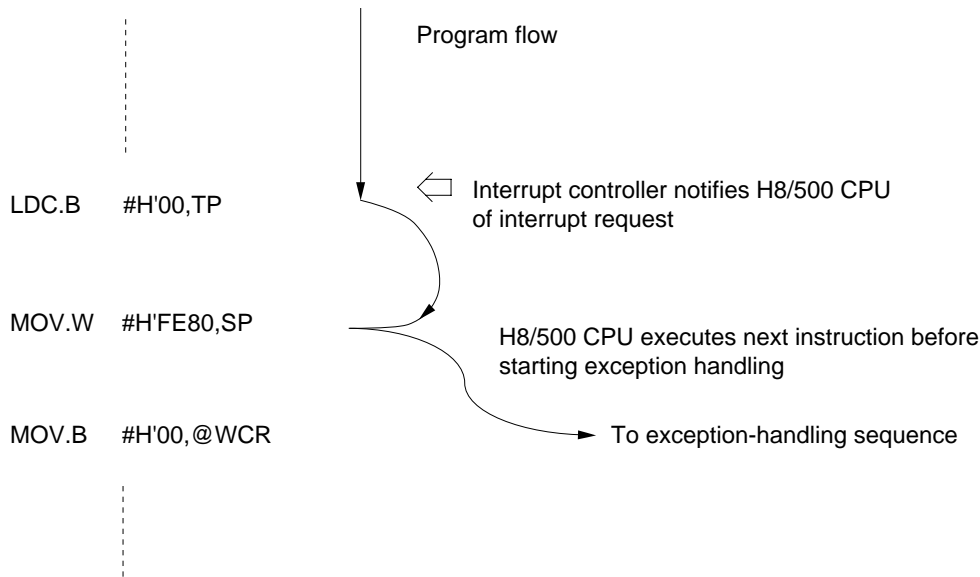 Program flow
LDC.B #H'00,TP
Interrupt controller notifies H8/500 CPU
of interrupt request
MOV.W #H'FE80,SP
H8/500 CPU executes next instruction before
starting exception handling
MOV.B #H'00,@WCR
To exception-handling sequence